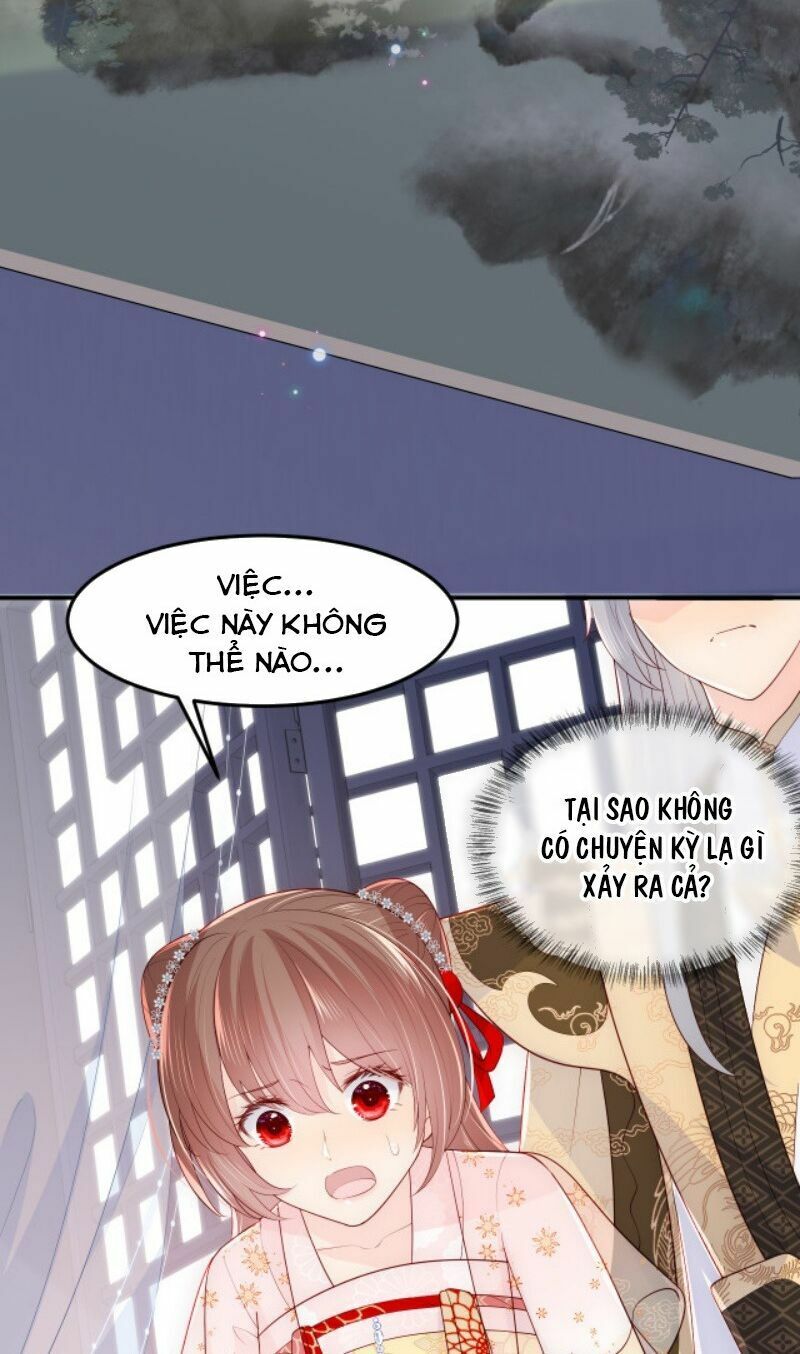 VIỆC...
VIỆC NÀY KHÔNG
THỂ NÀO...
TẠI SAO KHÔNG
CÓ CHUYỆN KỲ LẠ GÌ
XẢY RA CẢ?